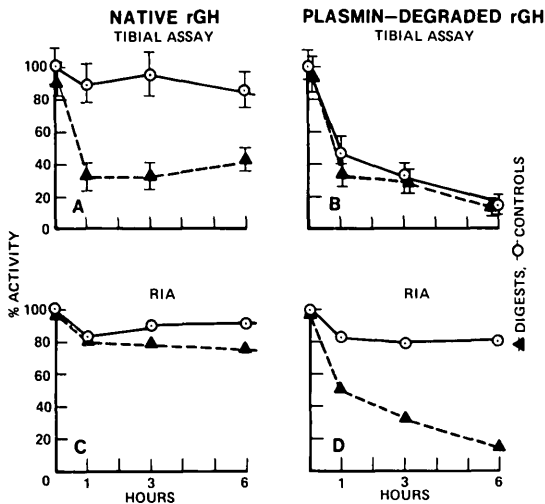 NATIVE rGH
TIBIAL ASSAY
PLASMIN-DEGRADED rGH
TIBIAL ASSAY
100
80
60
40
20
0
A
B
% ACTIVITY
▲ DIGESTS, -○- CONTROLS
RIA
RIA
100
80
60
40
20
C
D
0 1 3 6
HOURS
1 3 6
HOURS